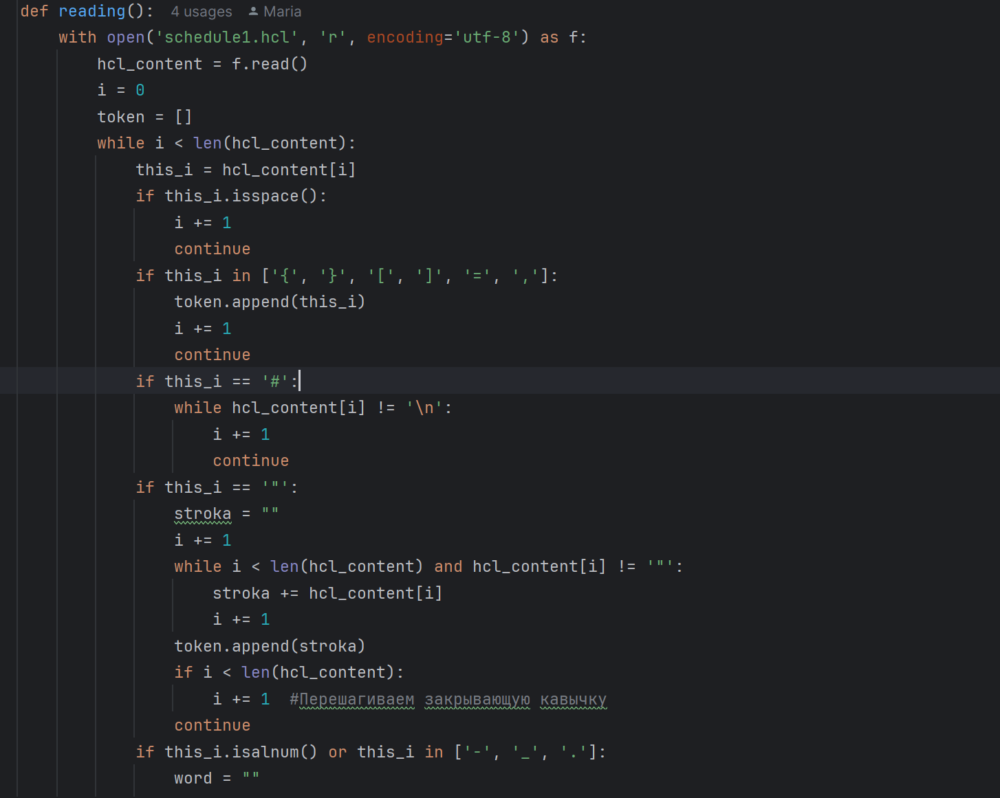 def reading():  4 usages  Maria
    with open('schedule1.hcl', 'r', encoding='utf-8') as f:
        hcl_content = f.read()
        i = 0
        token = []
        while i < len(hcl_content):
            this_i = hcl_content[i]
            if this_i.isspace():
                i += 1
                continue
            if this_i in ['{', '}', '[', ']', '=', ',']:
                token.append(this_i)
                i += 1
                continue
            if this_i == '#':
                while hcl_content[i] != '\n':
                    i += 1
                    continue
            if this_i == '"':
                stroka = ""
                i += 1
                while i < len(hcl_content) and hcl_content[i] != '"':
                    stroka += hcl_content[i]
                    i += 1
                token.append(stroka)
                if i < len(hcl_content):
                    i += 1  #Перешагиваем закрывающую кавычку
                continue
            if this_i.isalnum() or this_i in ['-', '_', '.']:
                word = ""